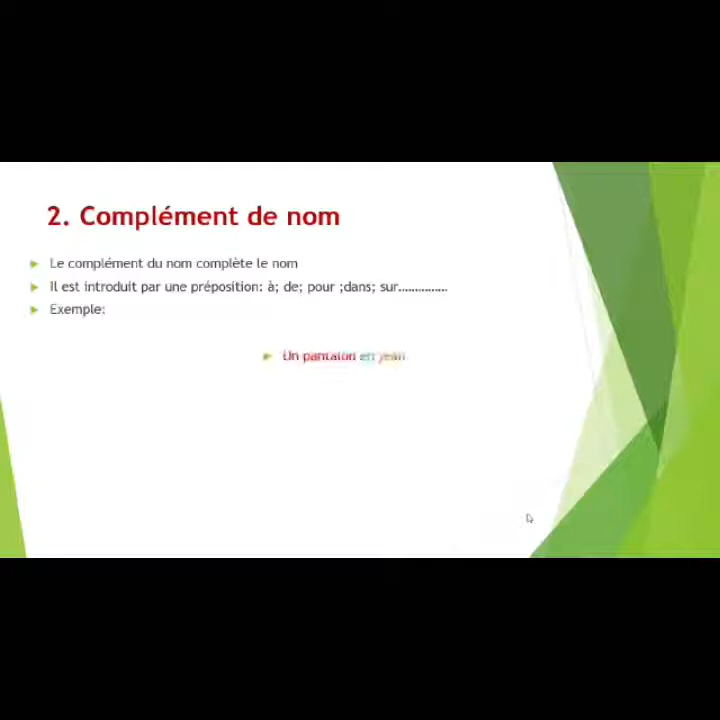 2. Complément de nom
Le complément du nom complète le nom
Il est introduit par une préposition: à; de; pour ;dans; sur……………
Exemple:
Un pantalon en jean